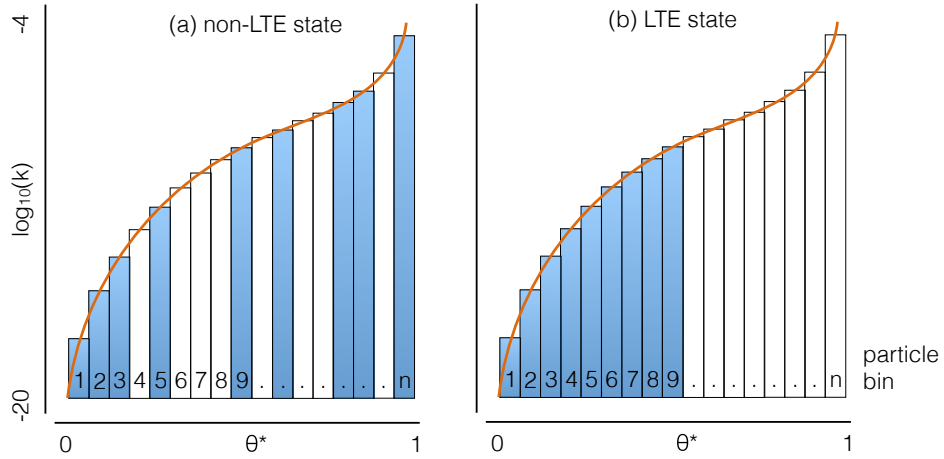 -4
(a) non-LTE state
(b) LTE state
log₁₀(k)
1 2 3 4 5 6 7 8 9 . . . . . . . n
1 2 3 4 5 6 7 8 9 . . . . . . . n
particle
bin
-20
0 θ* 1
0 θ* 1